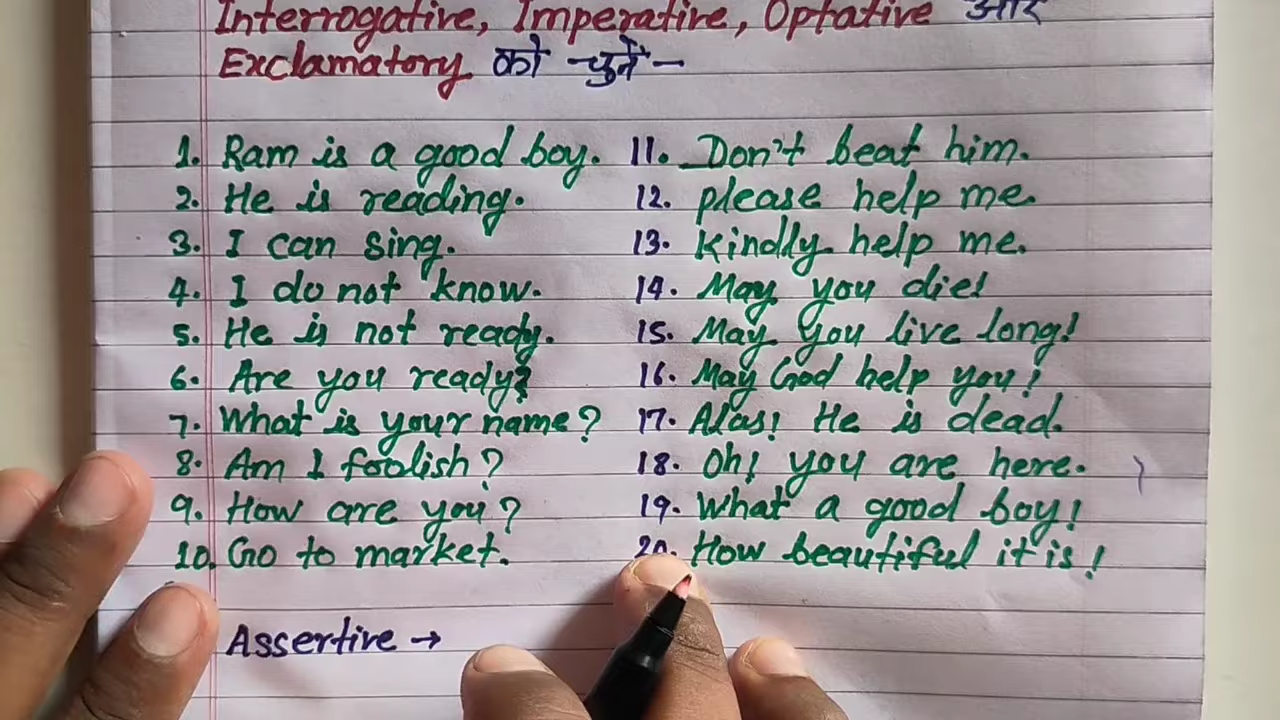 Interrogative, Imperative, Optative और
Exclamatory को चुनें -
1. Ram is a good boy.
2. He is reading.
3. I can sing.
4. I do not know.
5. He is not ready.
6. Are you ready?
7. What is your name?
8. Am I foolish?
9. How are you?
10. Go to market.
11. Don't beat him.
12. please help me.
13. Kindly help me.
14. May you die!
15. May you live long!
16. May God help you!
17. Alas! He is dead.
18. Oh! you are here.
19. What a good boy!
20. How beautiful it is!
Assertive →